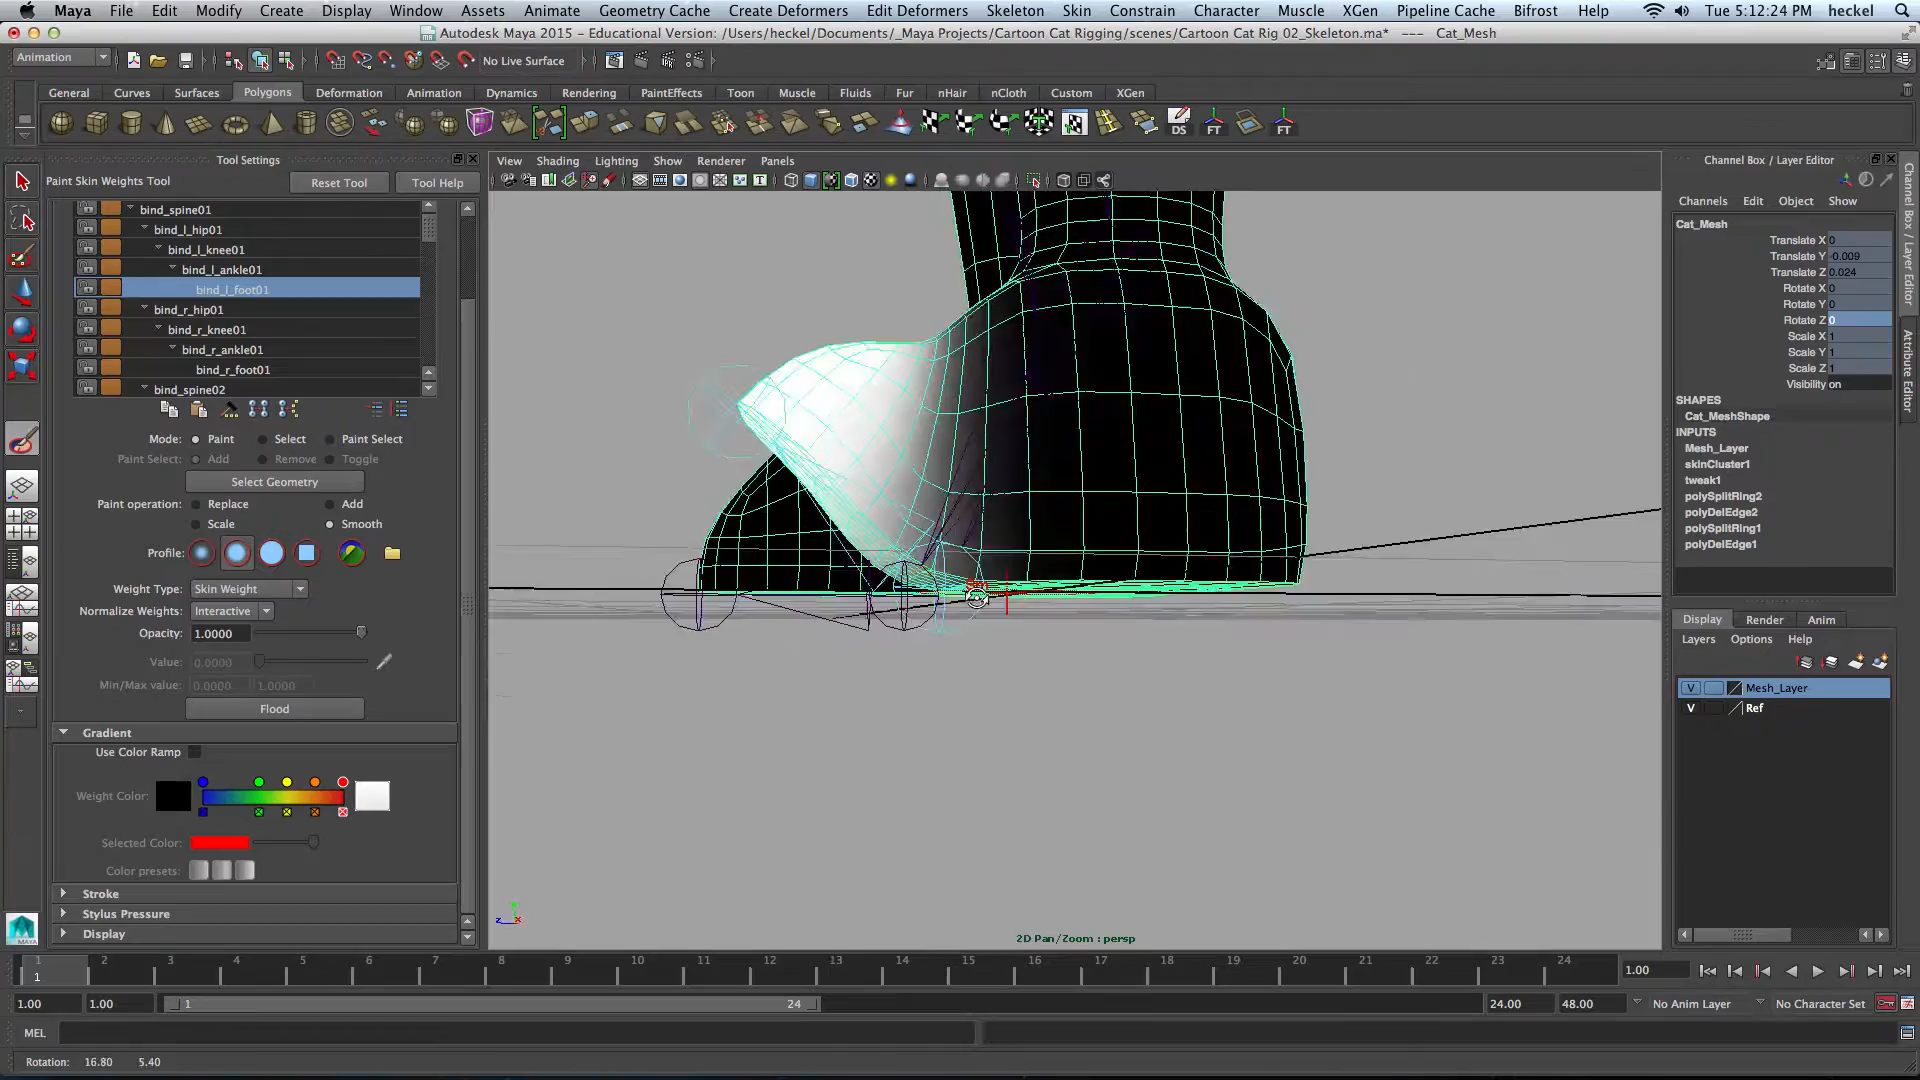 Maya File Edit Modify Create Display Window Assets Animate Geometry Cache Create Deformers Edit Deformers Skeleton Skin Constrain Character Muscle XGen Pipeline Cache Bifrost Help Tue 5:12:24 PM heckel
Autodesk Maya 2015 - Educational Version: /Users/heckel/Documents/_Maya Projects/Cartoon Cat Rigging/scenes/Cartoon Cat Rig 02_Skeleton.ma* --- Cat_Mesh
Animation No Live Surface
General Curves Surfaces Polygons Deformation Animation Dynamics Rendering PaintEffects Toon Muscle Fluids Fur nHair nCloth Custom XGen
DS FT FT
Tool Settings
Paint Skin Weights Tool Reset Tool Tool Help
bind_spine01
bind_l_hip01
bind_l_knee01
bind_l_ankle01
bind_l_foot01
bind_r_hip01
bind_r_knee01
bind_r_ankle01
bind_r_foot01
bind_spine02
Mode: Paint Select Paint Select
Paint Select: Add Remove Toggle
Select Geometry
Paint operation: Replace Add
Scale Smooth
Profile:
Weight Type: Skin Weight
Normalize Weights: Interactive
Opacity: 1.0000
Value: 0.0000
Min/Max value: 0.0000 1.0000
Flood
Gradient
Use Color Ramp
Weight Color:
Selected Color:
Color presets:
Stroke
Stylus Pressure
Display
MAYA
View Shading Lighting Show Renderer Panels
2D Pan/Zoom : persp
z x
Channel Box / Layer Editor
Channels Edit Object Show
Cat_Mesh
Translate X 0
Translate Y -0.009
Translate Z 0.024
Rotate X 0
Rotate Y 0
Rotate Z 0
Scale X 1
Scale Y 1
Scale Z 1
Visibility on
SHAPES
Cat_MeshShape
INPUTS
Mesh_Layer
skinCluster1
tweak1
polySplitRing2
polyDelEdge2
polySplitRing1
polyDelEdge1
Display Render Anim
Layers Options Help
V Mesh_Layer
V Ref
Channel Box / Layer Editor
Attribute Editor
1 2 3 4 5 6 7 8 9 10 11 12 13 14 15 16 17 18 19 20 21 22 23 24
1 1.00
1.00 1.00 1 24 24.00 48.00 No Anim Layer No Character Set
MEL
Rotation: 16.80 5.40